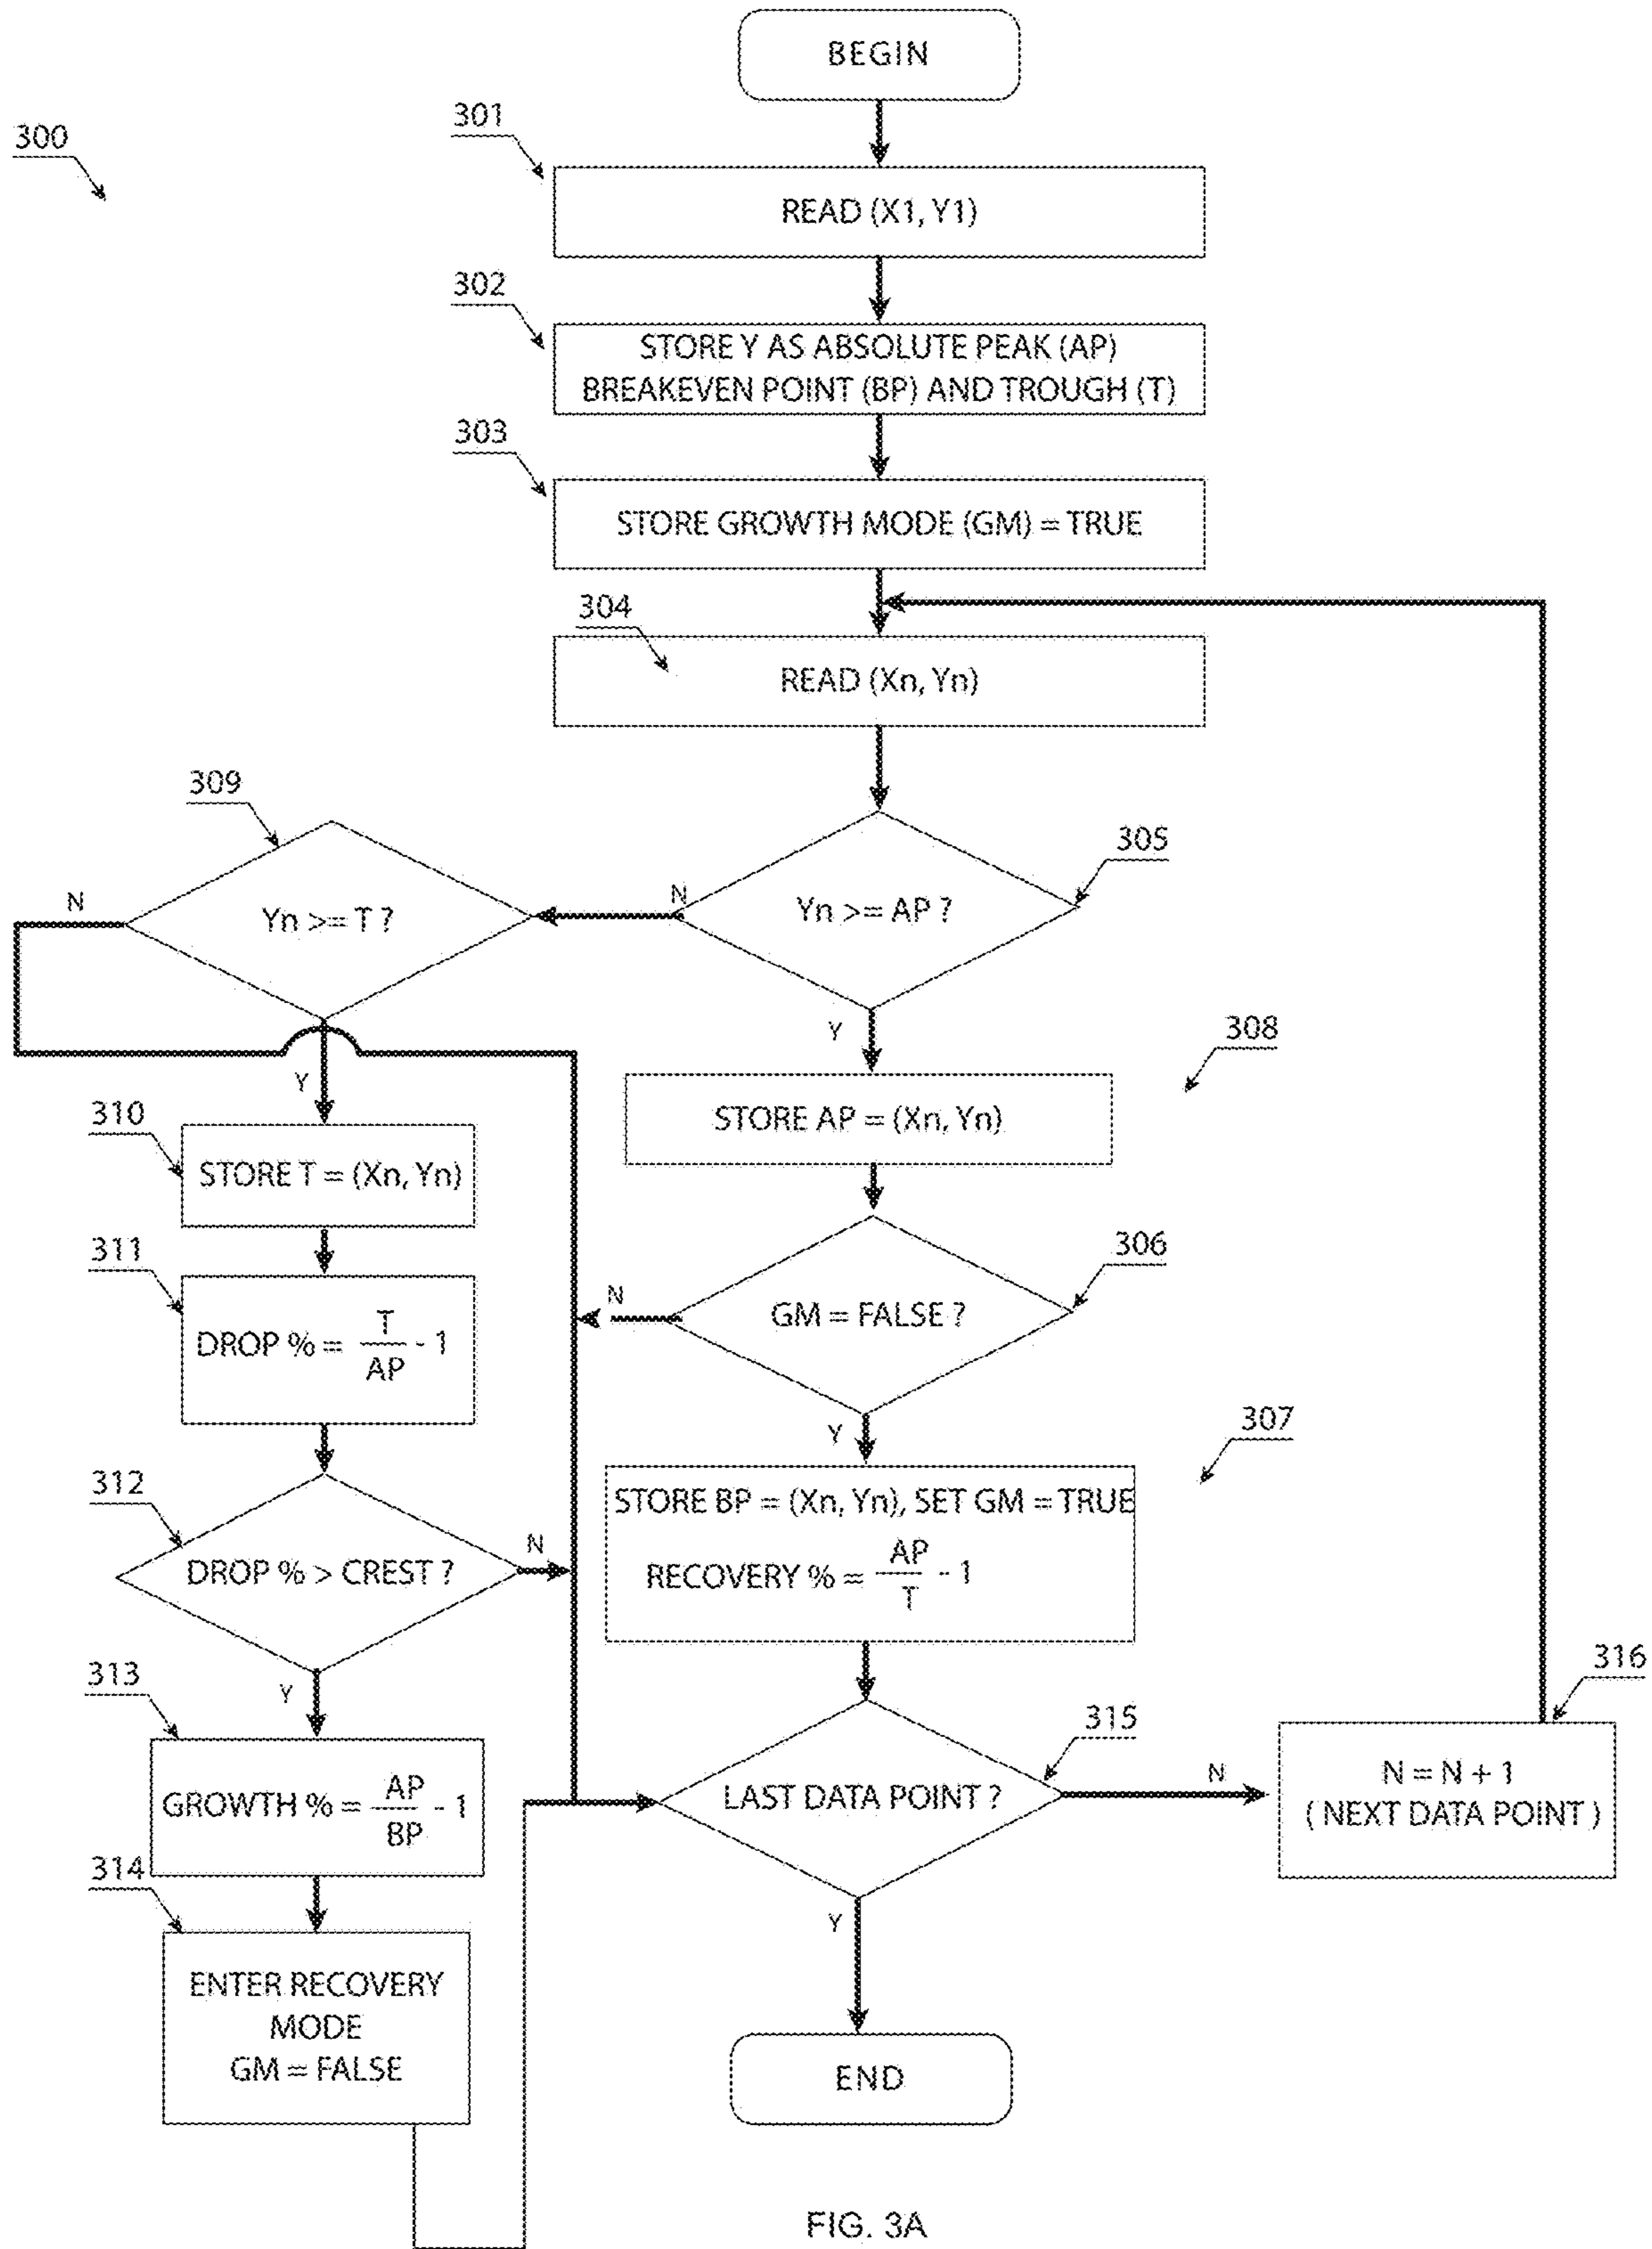 BEGIN
300
301
READ (X1, Y1)
302
STORE Y AS ABSOLUTE PEAK (AP)
BREAKEVEN POINT (BP) AND TROUGH (T)
303
STORE GROWTH MODE (GM) = TRUE
304
READ (Xn, Yn)
309
305
N
Yn >= T ?
N
Yn >= AP ?
Y
308
Y
310
STORE T = (Xn, Yn)
STORE AP = (Xn, Yn)
311
306
DROP % = T
AP - 1
N
GM = FALSE ?
Y
307
312
DROP % > CREST ?
N
STORE BP = (Xn, Yn), SET GM = TRUE
RECOVERY % = AP
T - 1
Y
313
315
316
GROWTH % = AP
BP - 1
LAST DATA POINT ?
N
N = N + 1
( NEXT DATA POINT )
314
Y
ENTER RECOVERY
MODE
GM = FALSE
END
FIG. 3A